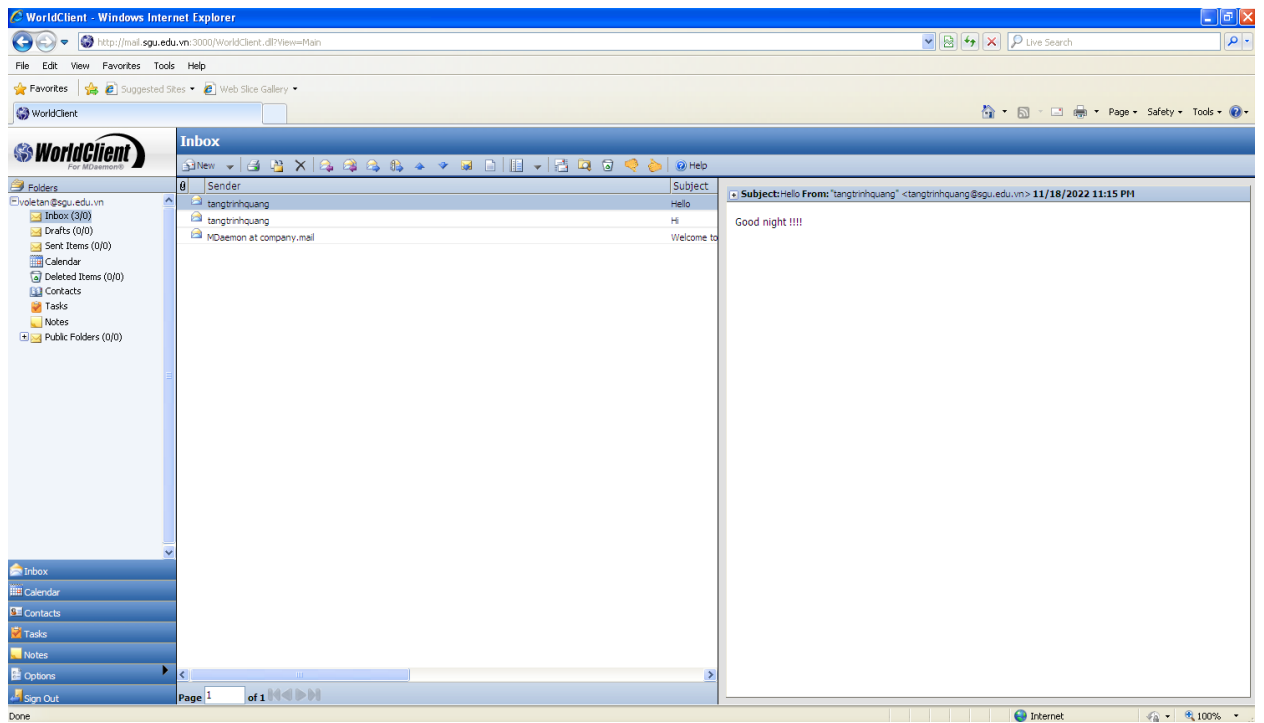 WorldClient - Windows Internet Explorer
http://mail.sgu.edu.vn:3000/WorldClient.dll?View=Main
Live Search
File Edit View Favorites Tools Help
Favorites Suggested Sites Web Slice Gallery
WorldClient
Page Safety Tools
WorldClient
For MDaemon®
Inbox
New Help
Folders
voletan@sgu.edu.vn
Inbox (3/0)
Drafts (0/0)
Sent Items (0/0)
Calendar
Deleted Items (0/0)
Contacts
Tasks
Notes
Public Folders (0/0)
Sender Subject
tangtrinhquang Hello
tangtrinhquang Hi
MDaemon at company.mail Welcome to
Subject:Hello From:"tangtrinhquang" <tangtrinhquang@sgu.edu.vn> 11/18/2022 11:15 PM
Good night !!!!
Inbox
Calendar
Contacts
Tasks
Notes
Options
Sign Out
Page 1 of 1
Done Internet 100%